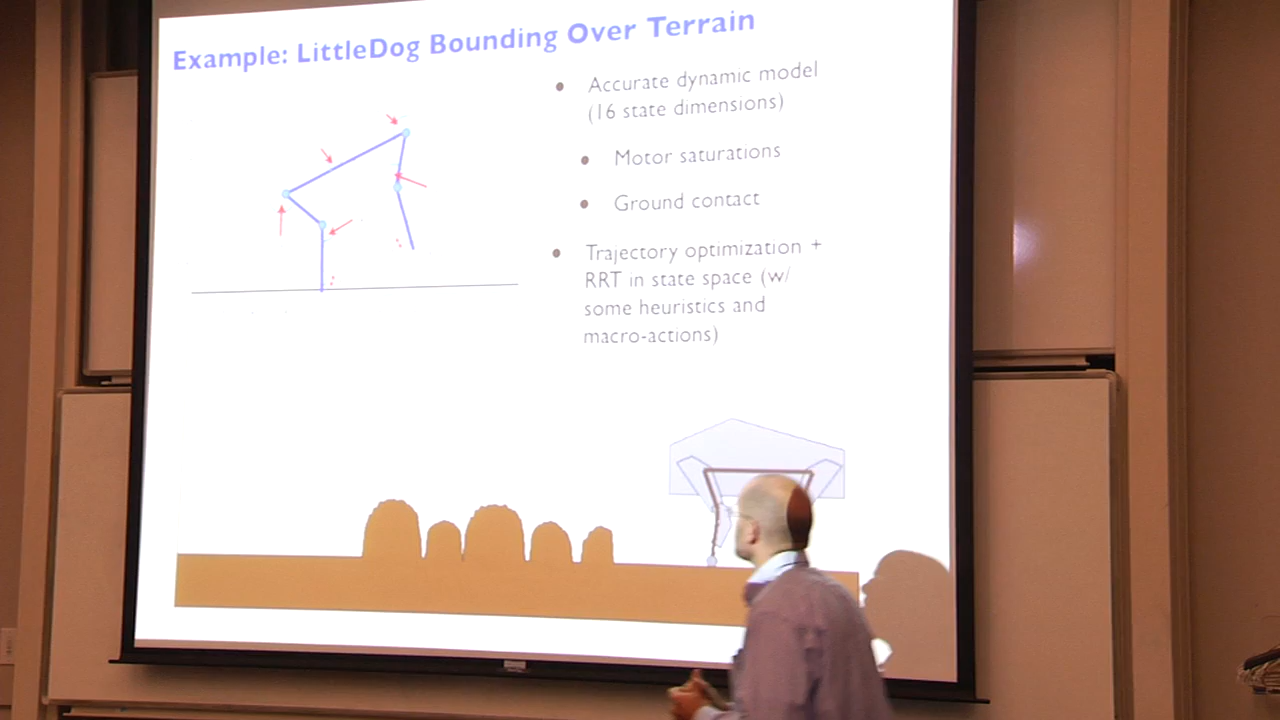 Example: LittleDog Bounding Over Terrain
• Accurate dynamic model
(16 state dimensions)
• Motor saturations
• Ground contact
• Trajectory optimization +
RRT in state space (w/
some heuristics and
macro-actions)